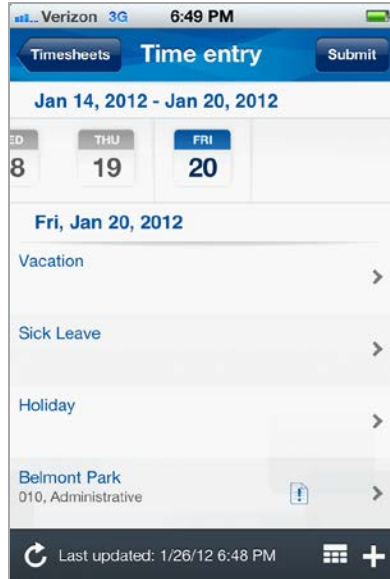 Verizon 3G 6:49 PM
Timesheets Time entry Submit
Jan 14, 2012 - Jan 20, 2012
ED THU FRI
8 19 20
Fri, Jan 20, 2012
Vacation
Sick Leave
Holiday
Belmont Park
010, Administrative
Last updated: 1/26/12 6:48 PM